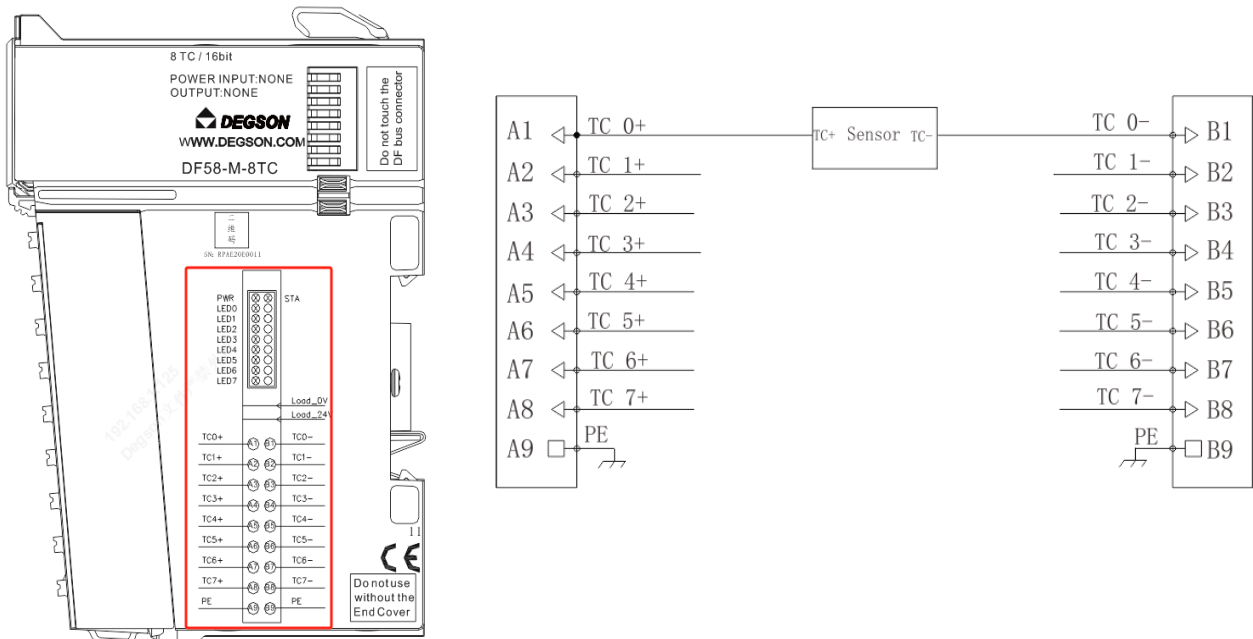 8 TC / 16bit
POWER INPUT:NONE
OUTPUT:NONE
DEGSON
WWW.DEGSON.COM
DF58-M-8TC
Do not touch the
DF bus connector
二
维
码
SN: RPAE20E0011
PWR STA
LED0
LED1
LED2
LED3
LED4
LED5
LED6
LED7
Load_0V
Load_24V
TC0+ A1 B1 TC0-
TC1+ A2 B2 TC1-
TC2+ A3 B3 TC2-
TC3+ A4 B4 TC3-
TC4+ A5 B5 TC4-
TC5+ A6 B6 TC5-
TC6+ A7 B7 TC6-
TC7+ A8 B8 TC7-
PE A9 B9 PE
11
CE
Do not use
without the
End Cover
A1 TC 0+ TC+ Sensor TC- TC 0- B1
A2 TC 1+ TC 1- B2
A3 TC 2+ TC 2- B3
A4 TC 3+ TC 3- B4
A5 TC 4+ TC 4- B5
A6 TC 5+ TC 5- B6
A7 TC 6+ TC 6- B7
A8 TC 7+ TC 7- B8
A9 PE PE B9